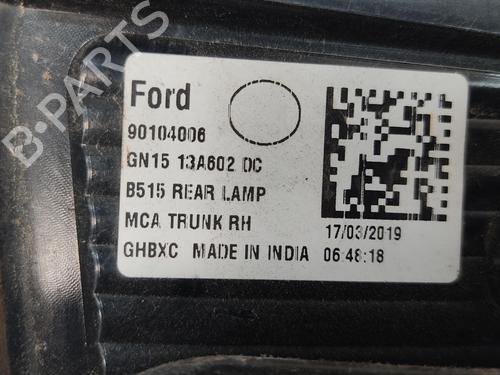 B-PARTS
Ford
90104006
GN15 13A602 DC
B515 REAR LAMP
MCA TRUNK RH
17/03/2019
GHBXC MADE IN INDIA 06:48:18